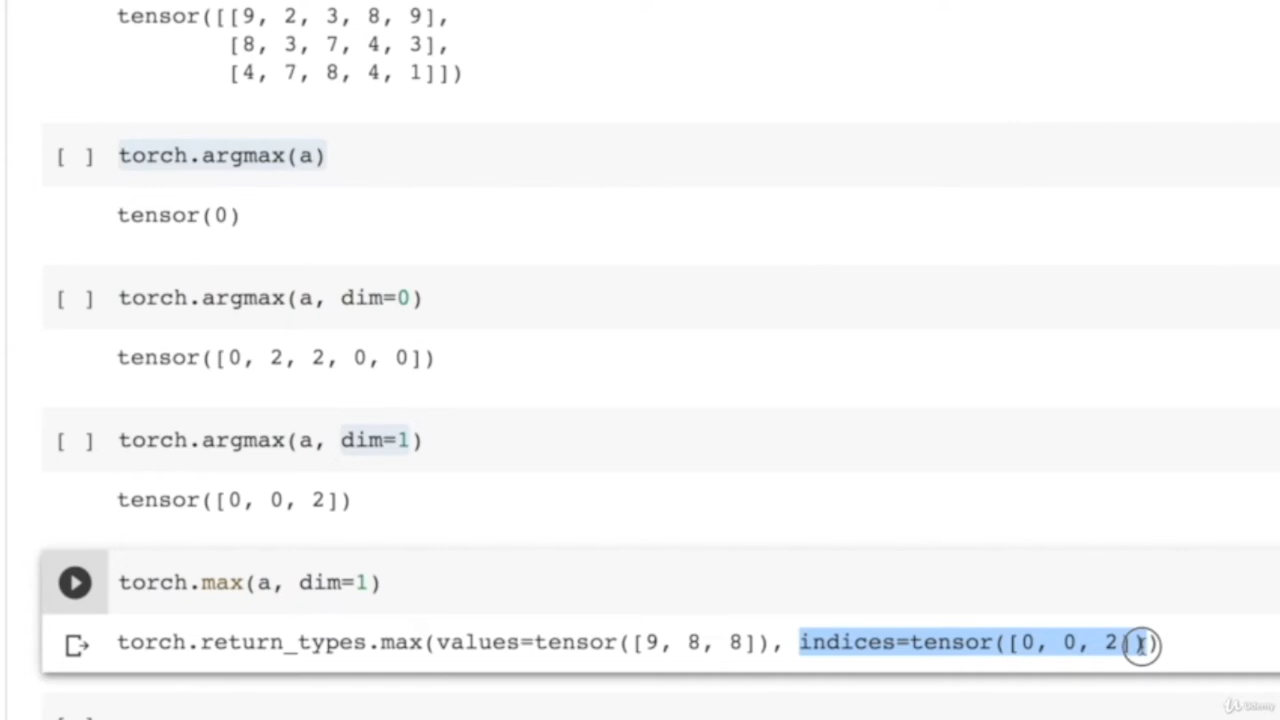 tensor([[9, 2, 3, 8, 9],
[8, 3, 7, 4, 3],
[4, 7, 8, 4, 1]])
[ ] torch.argmax(a)
tensor(0)
[ ] torch.argmax(a, dim=0)
tensor([0, 2, 2, 0, 0])
[ ] torch.argmax(a, dim=1)
tensor([0, 0, 2])
torch.max(a, dim=1)
torch.return_types.max(values=tensor([9, 8, 8]), indices=tensor([0, 0, 2]))
Udemy